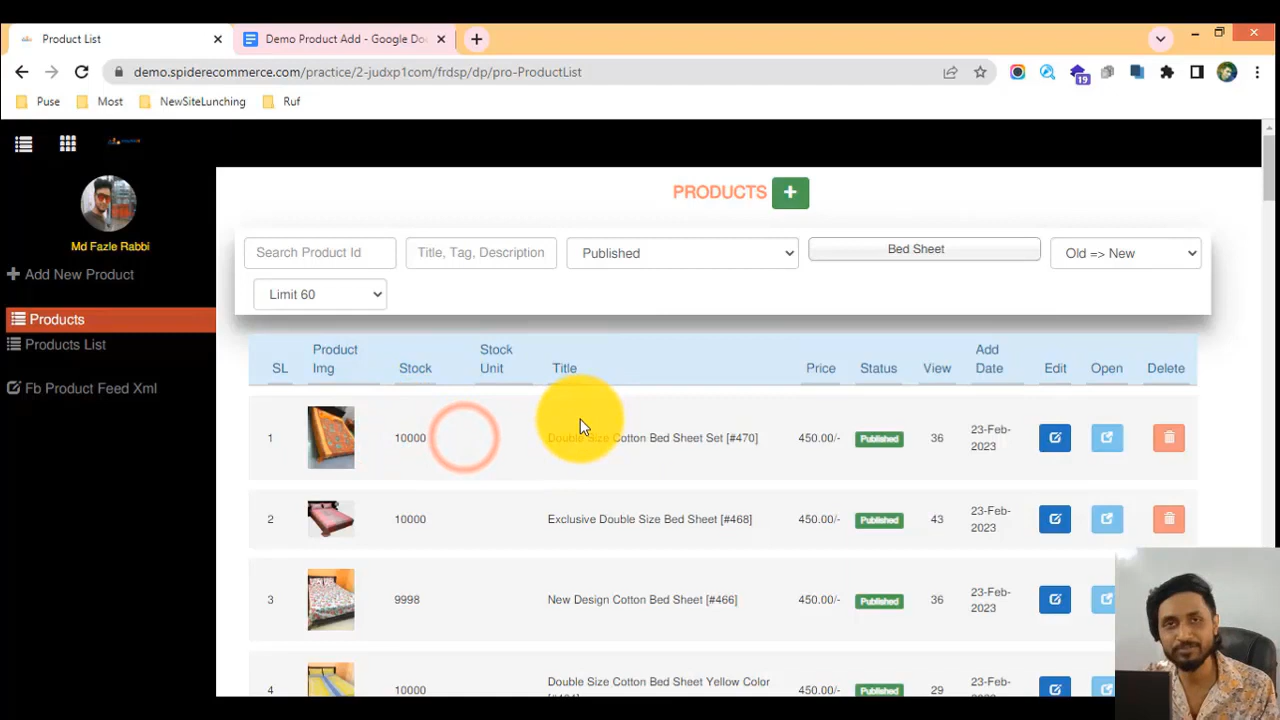 Product List
Demo Product Add - Google Doc
demo.spiderecommerce.com/practice/2-judxp1com/frdsp/dp/pro-ProductList
19
Puse
Most
NewSiteLunching
Ruf
Md Fazle Rabbi
Add New Product
Products
Products List
Fb Product Feed Xml
PRODUCTS
Search Product Id
Title, Tag, Description
Published
Bed Sheet
Old => New
Limit 60
SL
Product Img
Stock
Stock Unit
Title
Price
Status
View
Add Date
Edit
Open
Delete
1
10000
Double Size Cotton Bed Sheet Set [#470]
450.00/-
Published
36
23-Feb-
2023
2
10000
Exclusive Double Size Bed Sheet [#468]
450.00/-
Published
43
23-Feb-
2023
3
9998
New Design Cotton Bed Sheet [#466]
450.00/-
Published
36
23-Feb-
2023
4
10000
Double Size Cotton Bed Sheet Yellow Color
450.00/-
Published
29
23-Feb-